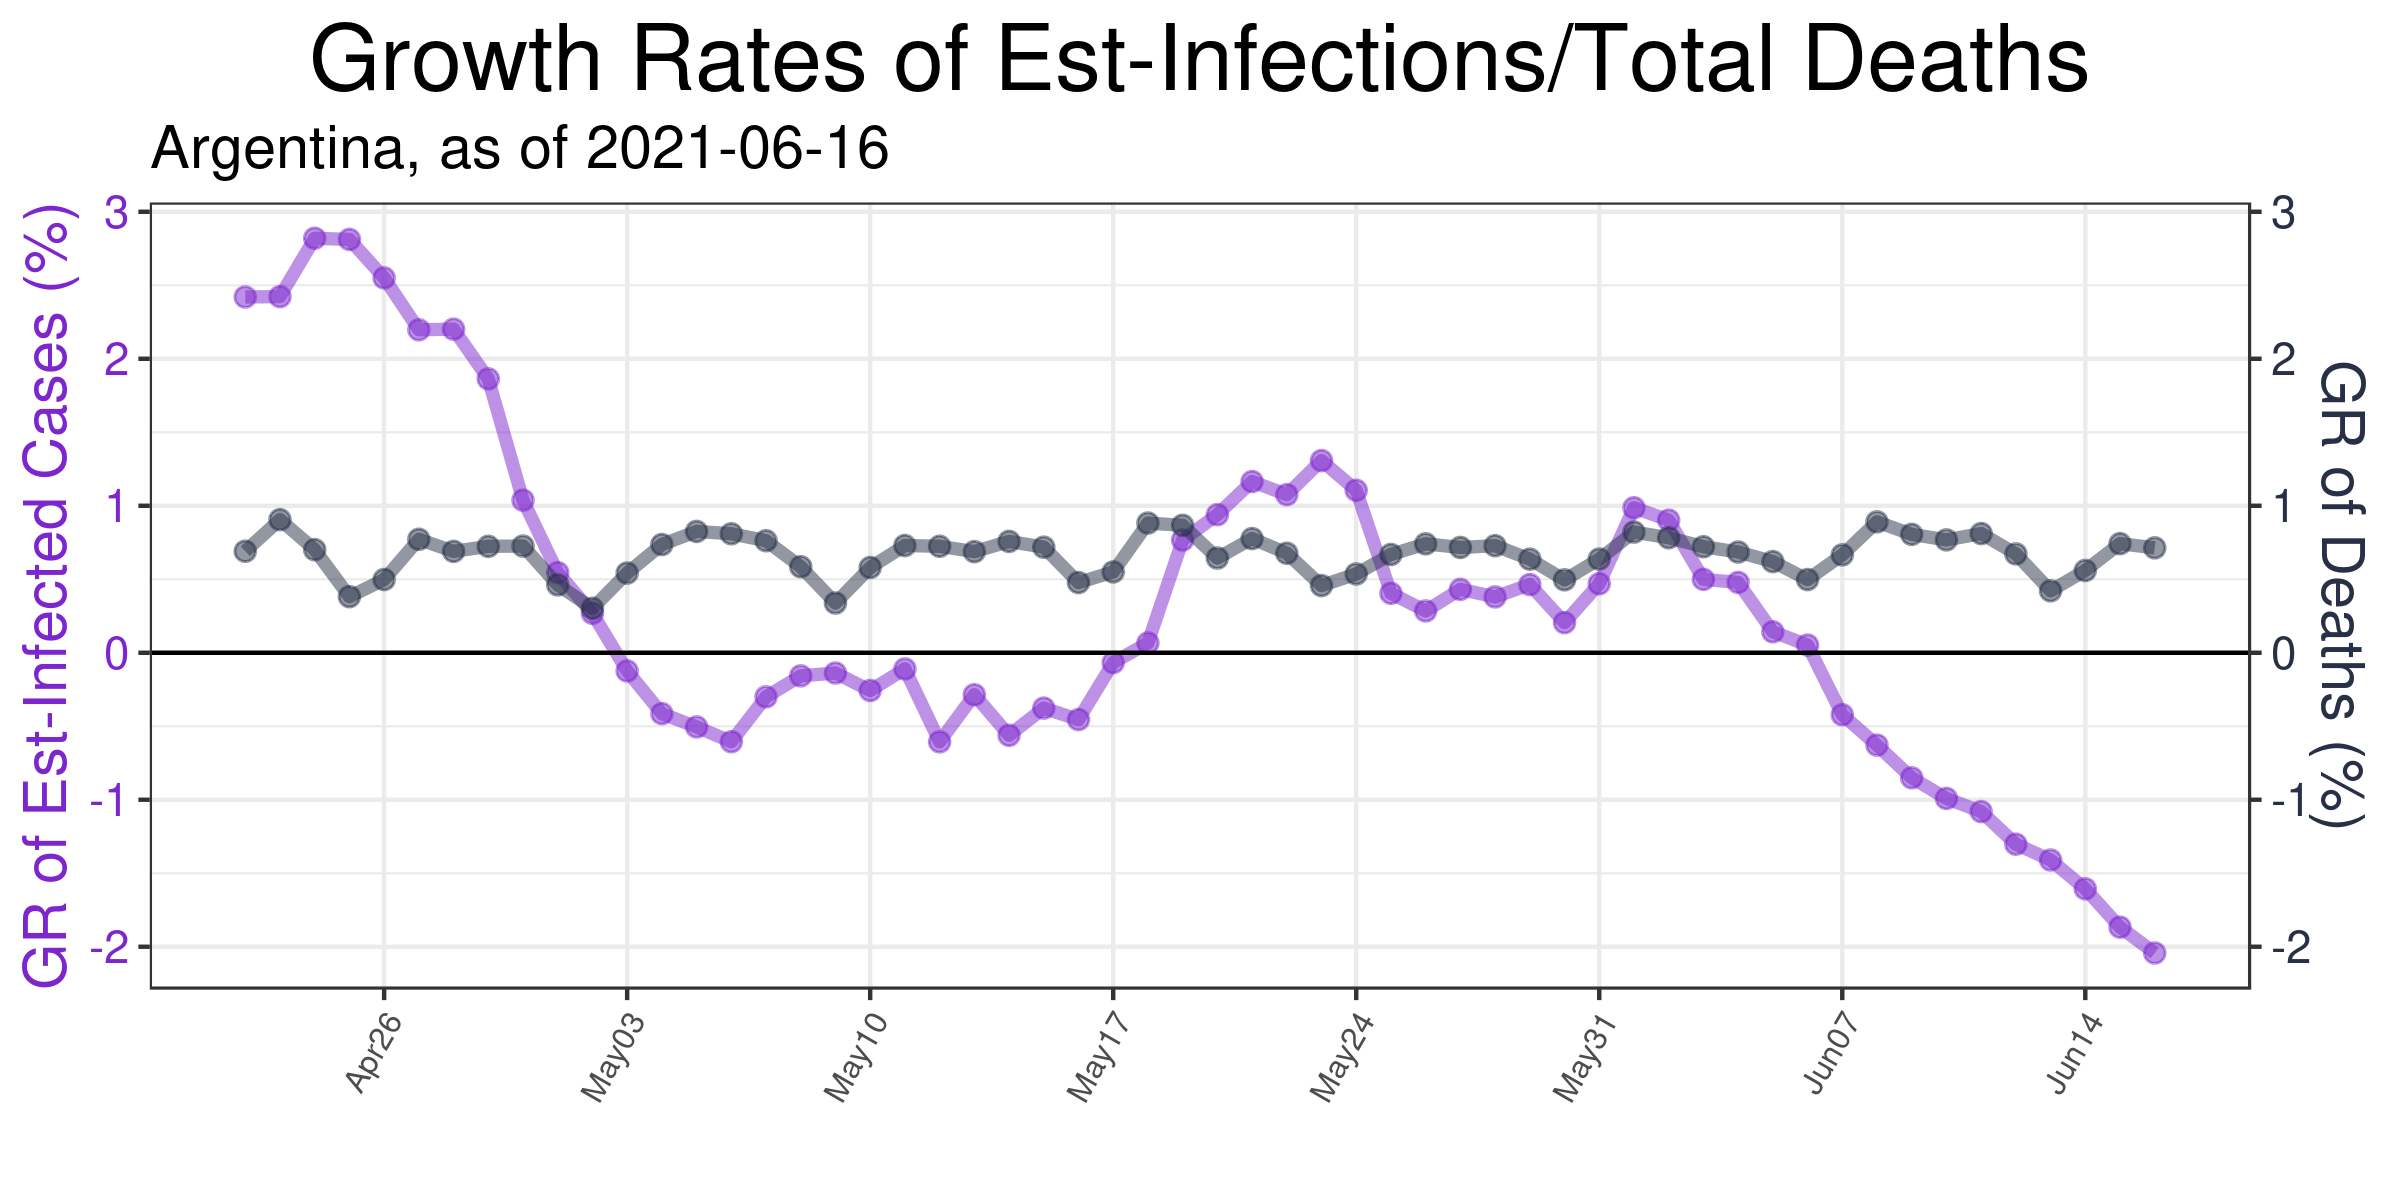 Growth Rates of Est-Infections/Total Deaths
Argentina, as of 2021-06-16
GR of Est-Infected Cases (%)
3
2
1
0
-1
-2
3
2
1
0
-1
-2
GR of Deaths (%)
Apr26
May03
May10
May17
May24
May31
Jun07
Jun14